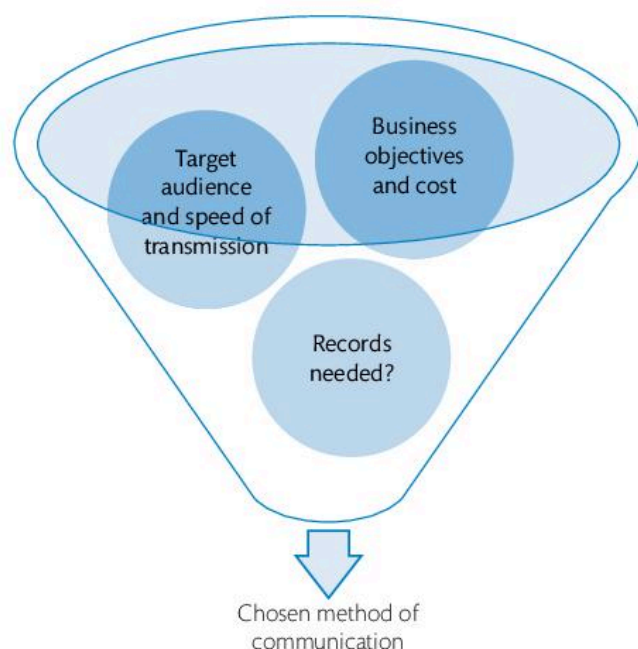 Target
audience
and speed of
transmission
Business
objectives
and cost
Records
needed?
Chosen method of
communication